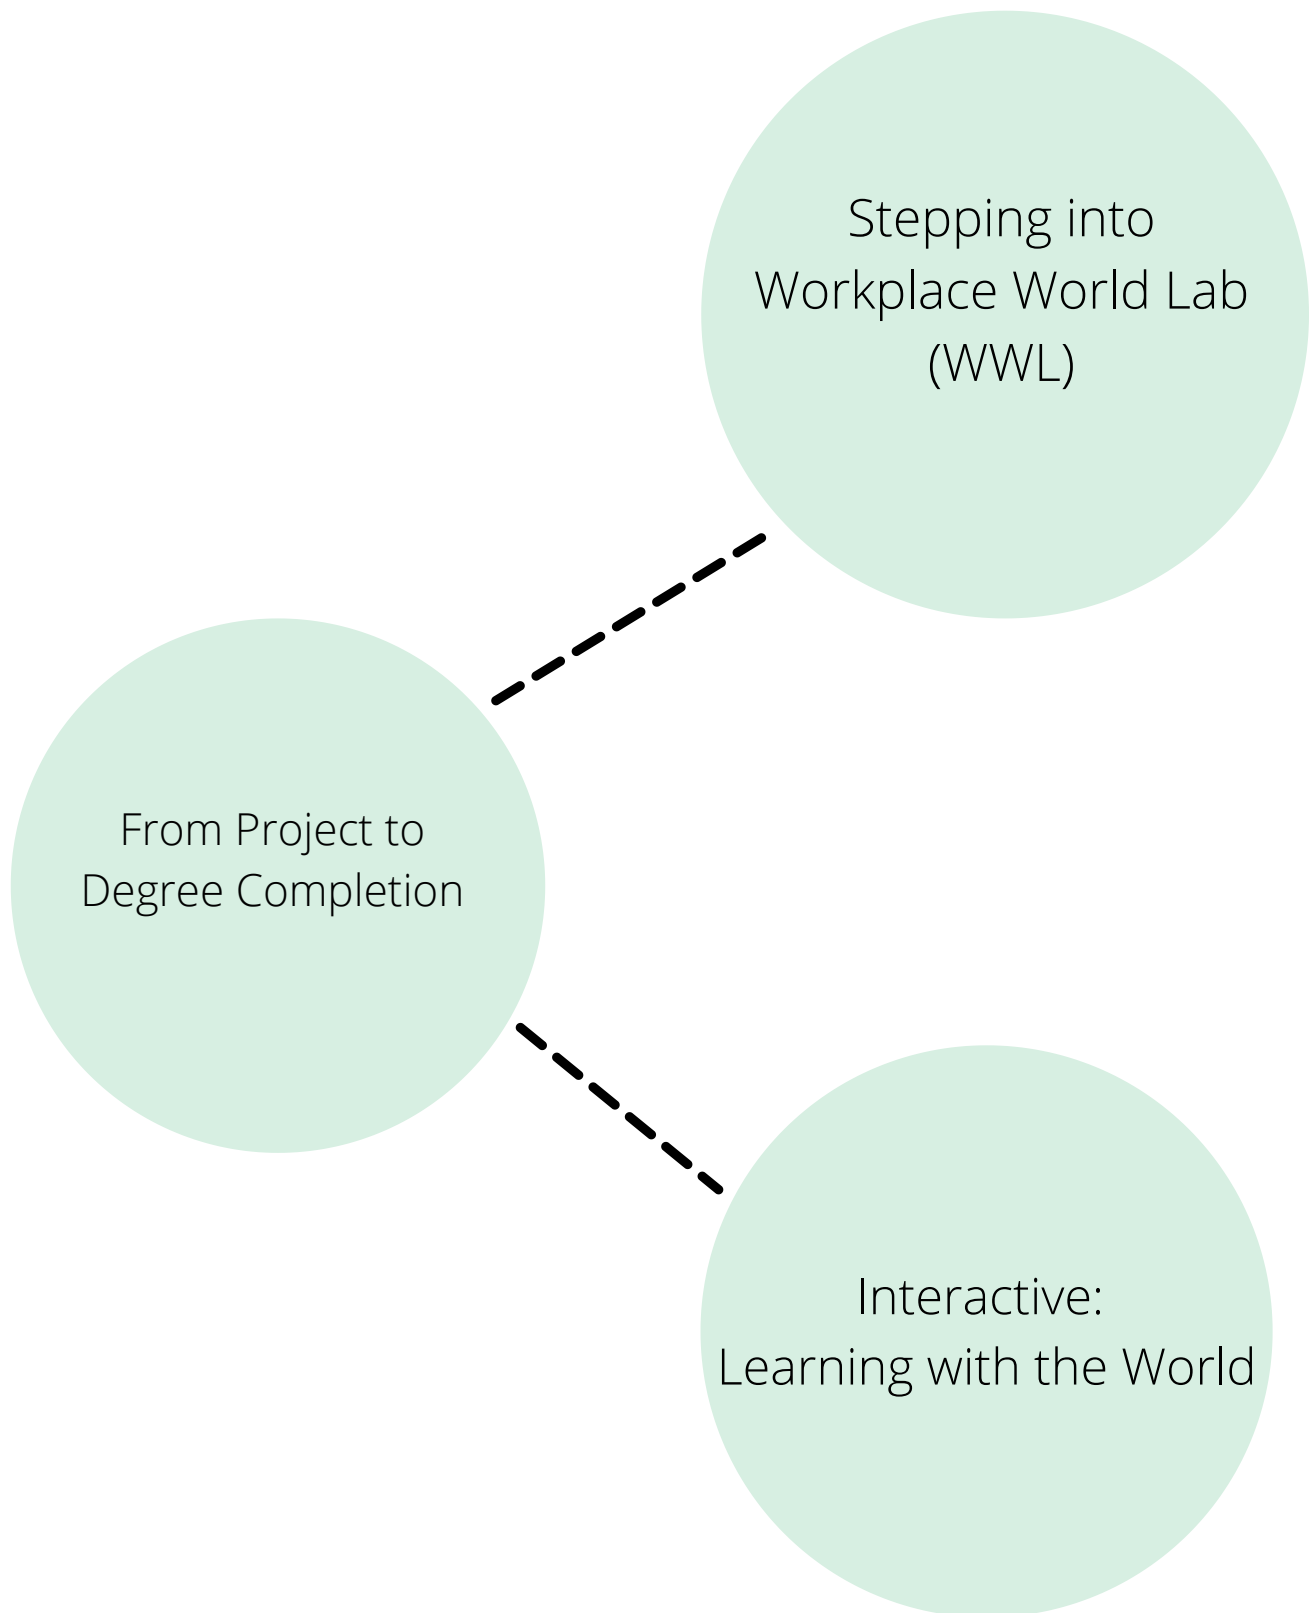 Stepping into
Workplace World Lab
(WWL)
From Project to
Degree Completion
Interactive:
Learning with the World